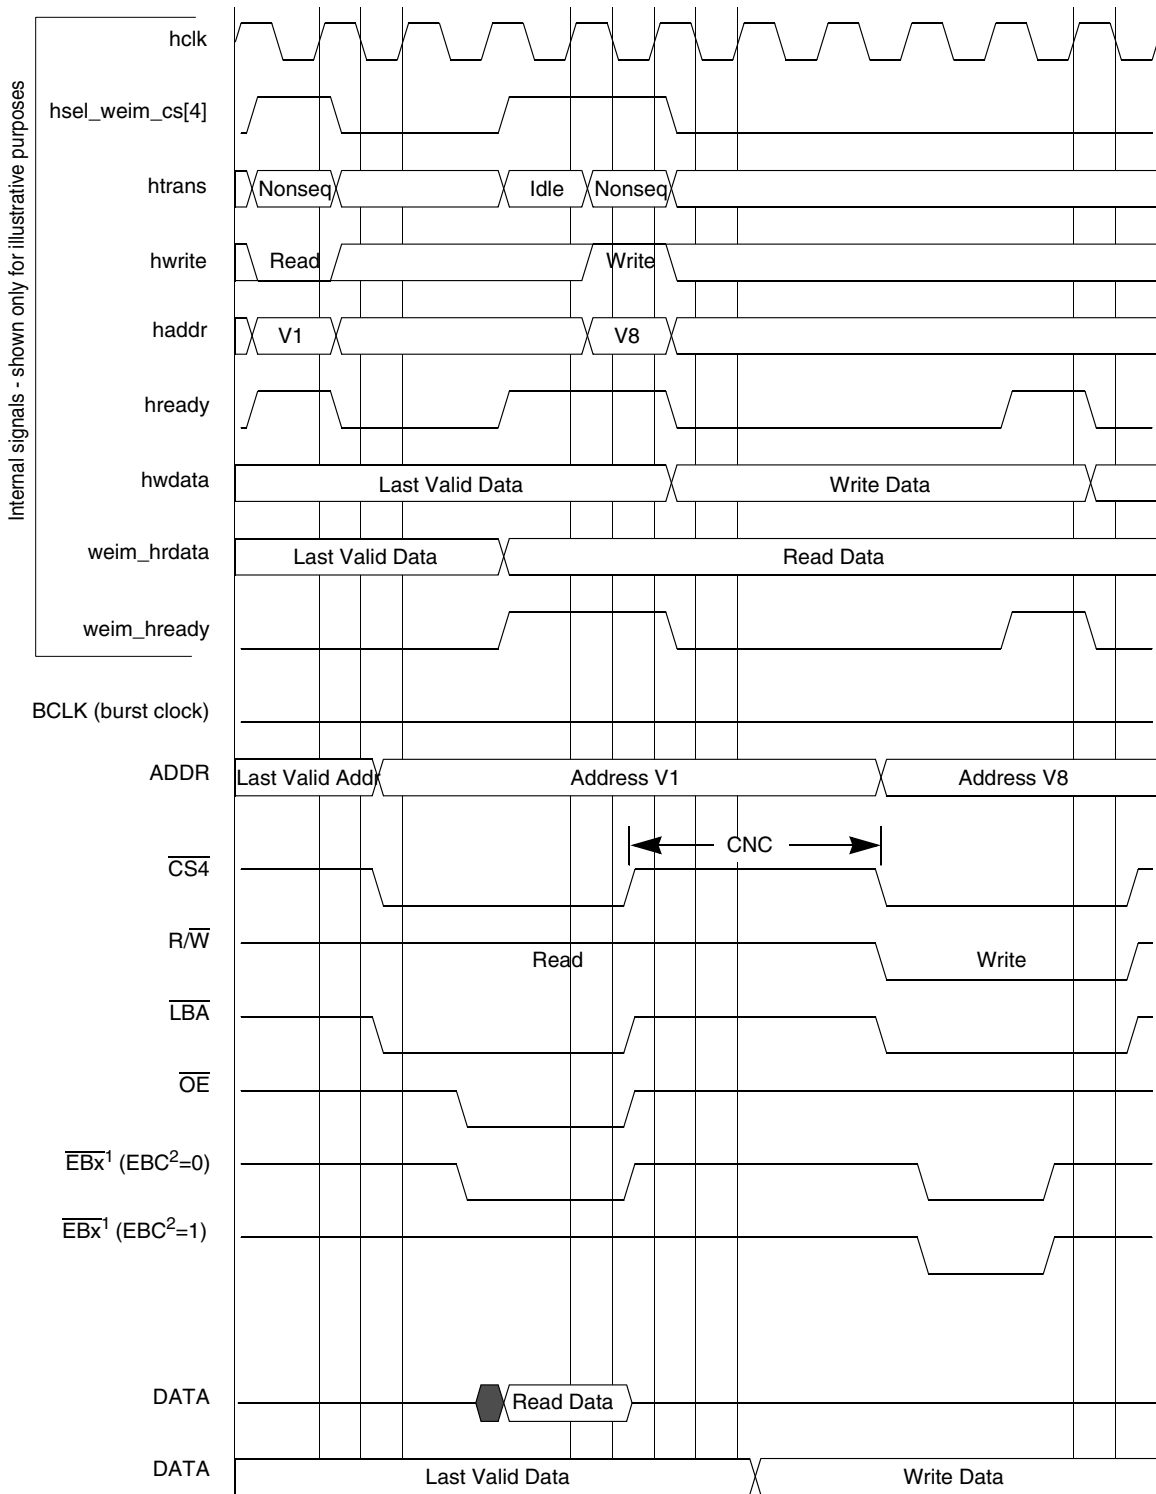 Internal signals - shown only for illustrative purposes
hclk
hsel_weim_cs[4]
htrans Nonseq Idle Nonseq
hwrite Read Write
haddr V1 V8
hready
hwdata Last Valid Data Write Data
weim_hrdata Last Valid Data Read Data
weim_hready
BCLK (burst clock)
ADDR Last Valid Addr Address V1 Address V8
CNC
CS4
R/W Read Write
LBA
OE
EBx1 (EBC2=0)
EBx1 (EBC2=1)
DATA Read Data
DATA Last Valid Data Write Data